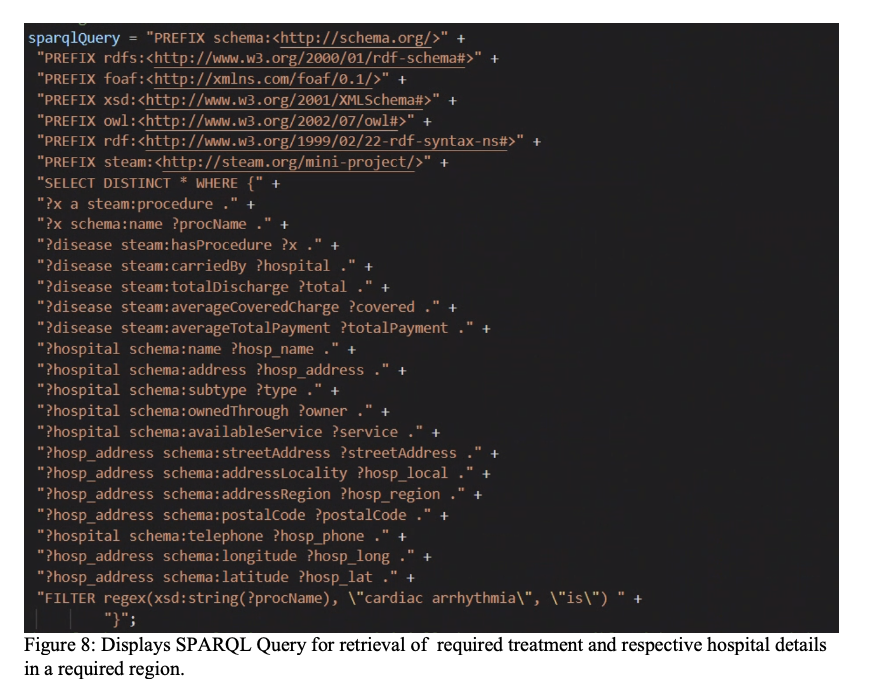 sparqlQuery = "PREFIX schema:<http://schema.org/>" +
"PREFIX rdfs:<http://www.w3.org/2000/01/rdf-schema#>" +
"PREFIX foaf:<http://xmlns.com/foaf/0.1/>" +
"PREFIX xsd:<http://www.w3.org/2001/XMLSchema#>" +
"PREFIX owl:<http://www.w3.org/2002/07/owl#>" +
"PREFIX rdf:<http://www.w3.org/1999/02/22-rdf-syntax-ns#>" +
"PREFIX steam:<http://steam.org/mini-project/>" +
"SELECT DISTINCT * WHERE {" +
"?x a steam:procedure ." +
"?x schema:name ?procName ." +
"?disease steam:hasProcedure ?x ." +
"?disease steam:carriedBy ?hospital ." +
"?disease steam:totalDischarge ?total ." +
"?disease steam:averageCoveredCharge ?covered ." +
"?disease steam:averageTotalPayment ?totalPayment ." +
"?hospital schema:name ?hosp_name ." +
"?hospital schema:address ?hosp_address ." +
"?hospital schema:subtype ?type ." +
"?hospital schema:ownedThrough ?owner ." +
"?hospital schema:availableService ?service ." +
"?hosp_address schema:streetAddress ?streetAddress ." +
"?hosp_address schema:addressLocality ?hosp_local ." +
"?hosp_address schema:addressRegion ?hosp_region ." +
"?hosp_address schema:postalCode ?postalCode ." +
"?hospital schema:telephone ?hosp_phone ." +
"?hosp_address schema:longitude ?hosp_long ." +
"?hosp_address schema:latitude ?hosp_lat ." +
"FILTER regex(xsd:string(?procName), \"cardiac arrhythmia\", \"is\") " +
"}";
Figure 8: Displays SPARQL Query for retrieval of required treatment and respective hospital details
in a required region.